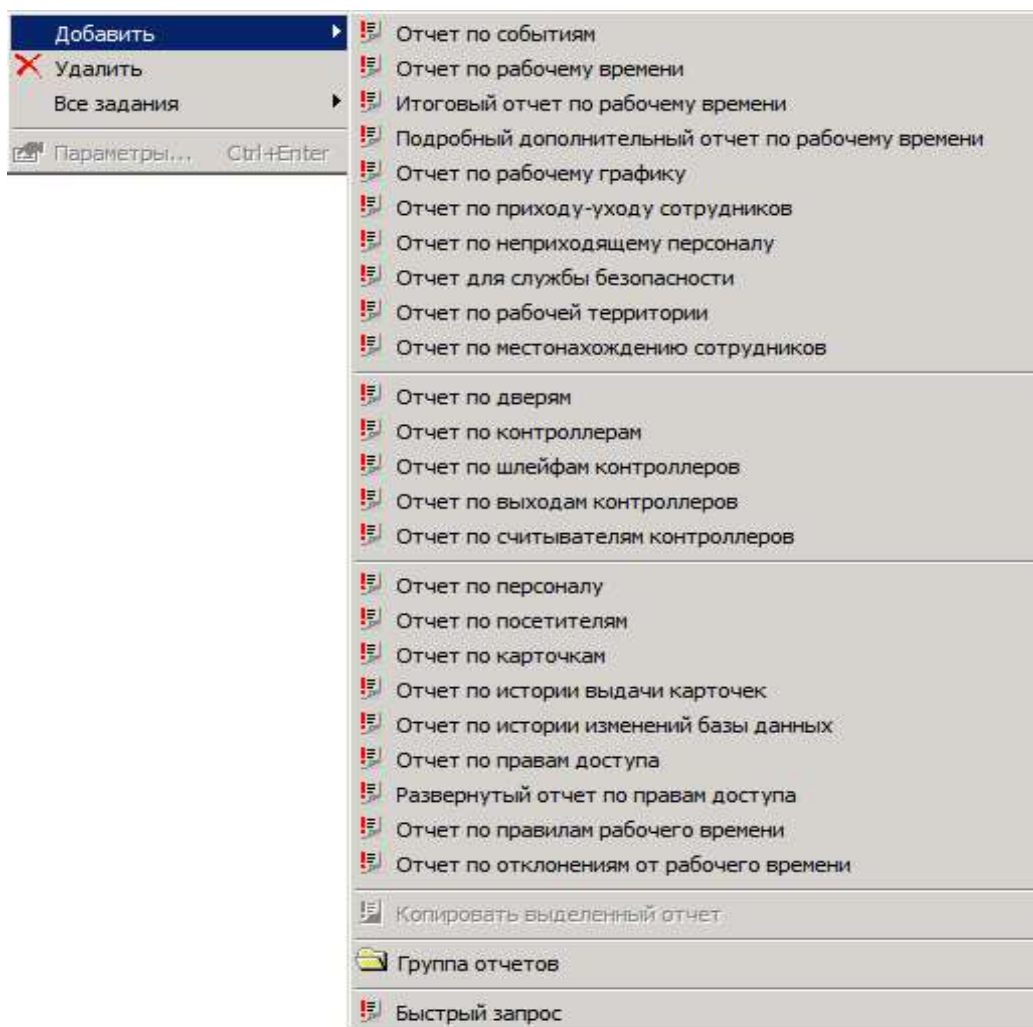 Добавить
Удалить
Все задания
Параметры... Ctrl+Enter
Отчет по событиям
Отчет по рабочему времени
Итоговый отчет по рабочему времени
Подробный дополнительный отчет по рабочему времени
Отчет по рабочему графику
Отчет по приходу-уходу сотрудников
Отчет по неприходящему персоналу
Отчет для службы безопасности
Отчет по рабочей территории
Отчет по местонахождению сотрудников
Отчет по дверям
Отчет по контроллерам
Отчет по шлейфам контроллеров
Отчет по выходам контроллеров
Отчет по считывателям контроллеров
Отчет по персоналу
Отчет по посетителям
Отчет по карточкам
Отчет по истории выдачи карточек
Отчет по истории изменений базы данных
Отчет по правам доступа
Развернутый отчет по правам доступа
Отчет по правилам рабочего времени
Отчет по отклонениям от рабочего времени
Копировать выделенный отчет
Группа отчетов
Быстрый запрос